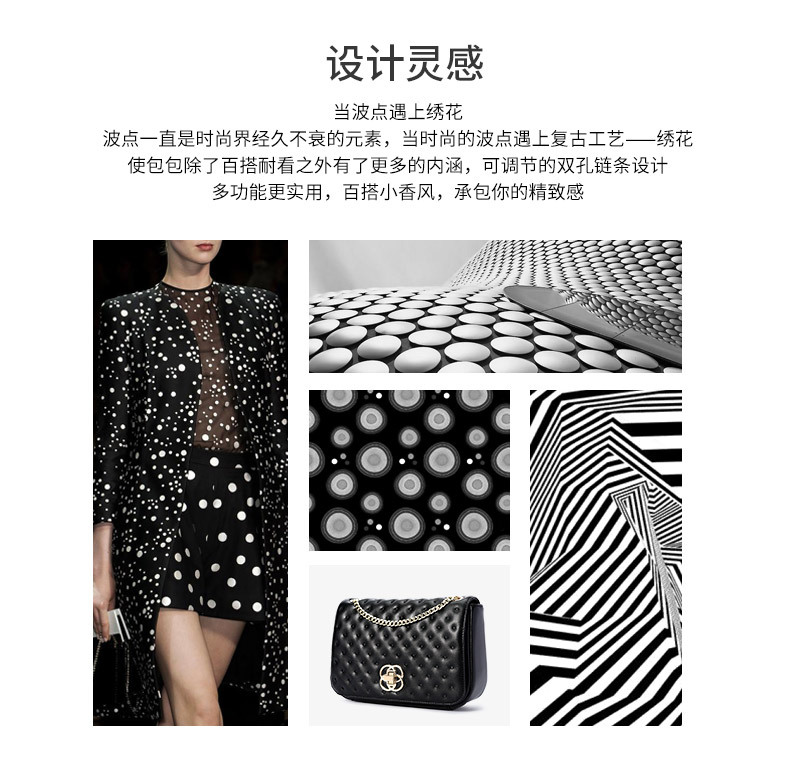 设计灵感
当波点遇上绣花
波点一直是时尚界经久不衰的元素，当时尚的波点遇上复古工艺——绣花
使包包除了百搭耐看之外有了更多的内涵，可调节的双孔链条设计
多功能更实用，百搭小香风，承包你的精致感